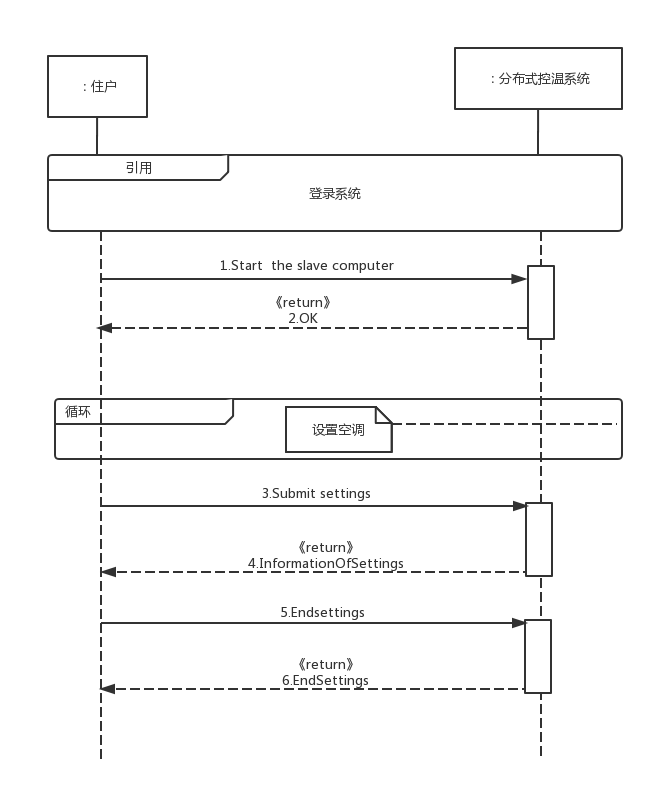 : 住户
: 分布式控温系统
引用
登录系统
1.Start  the slave computer
《return》
2.OK
循环
设置空调
3.Submit settings
《return》
4.InformationOfSettings
5.Endsettings
《return》
6.EndSettings